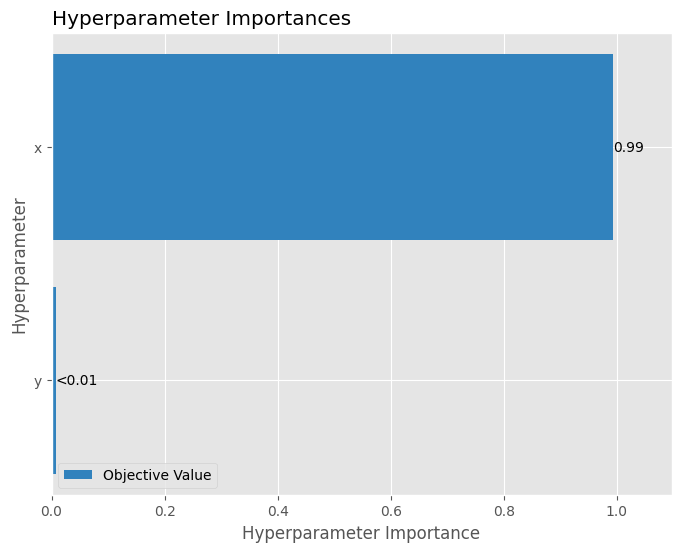 Hyperparameter Importances
Hyperparameter
x
0.99
y
<0.01
Objective Value
0.0
0.2
0.4
0.6
0.8
1.0
Hyperparameter Importance